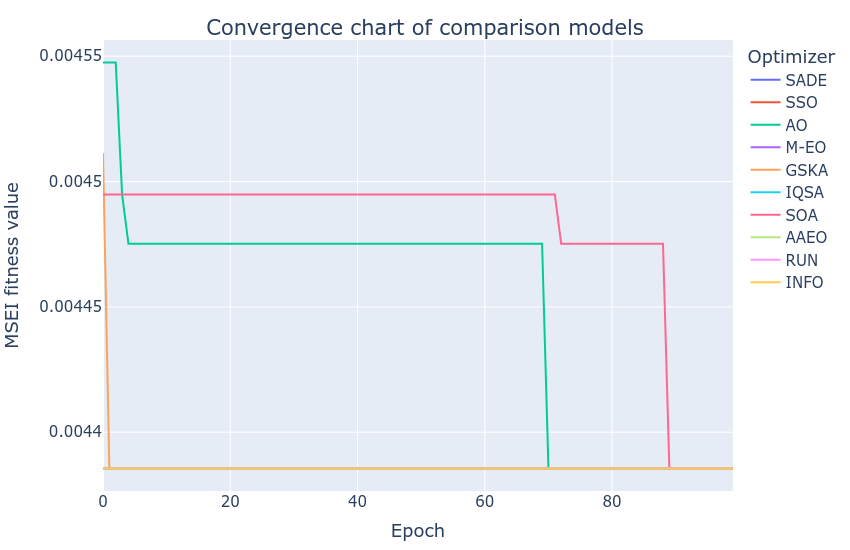 Convergence chart of comparison models
MSEI fitness value
0.00455
0.0045
0.00445
0.0044
0
20
40
60
80
Epoch
Optimizer
SADE
SSO
AO
M-EO
GSKA
IQSA
SOA
AAEO
RUN
INFO